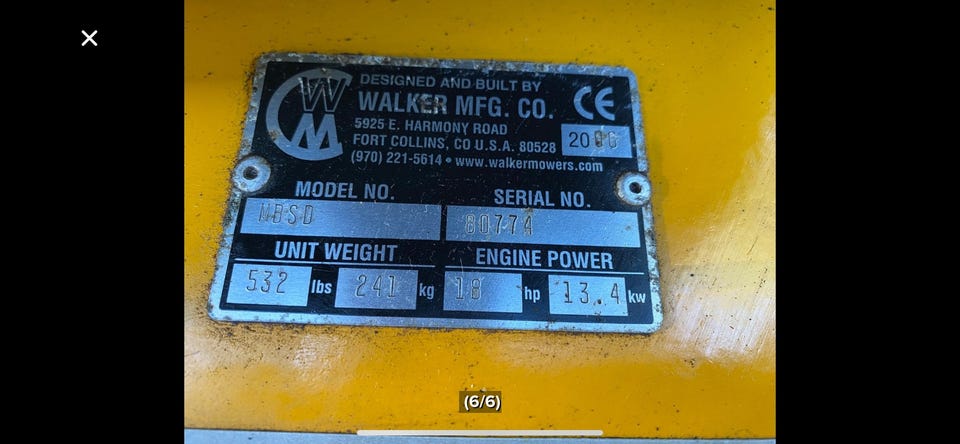 DESIGNED AND BUILT BY
WALKER MFG. CO.
CE
5925 E. HARMONY ROAD
FORT COLLINS, CO U.S.A. 80528
(970) 221-5614 • www.walkermowers.com
MODEL NO. SERIAL NO.
80774
UNIT WEIGHT ENGINE POWER
532 lbs 241 kg 18 hp 13.4 kw
(6/6)